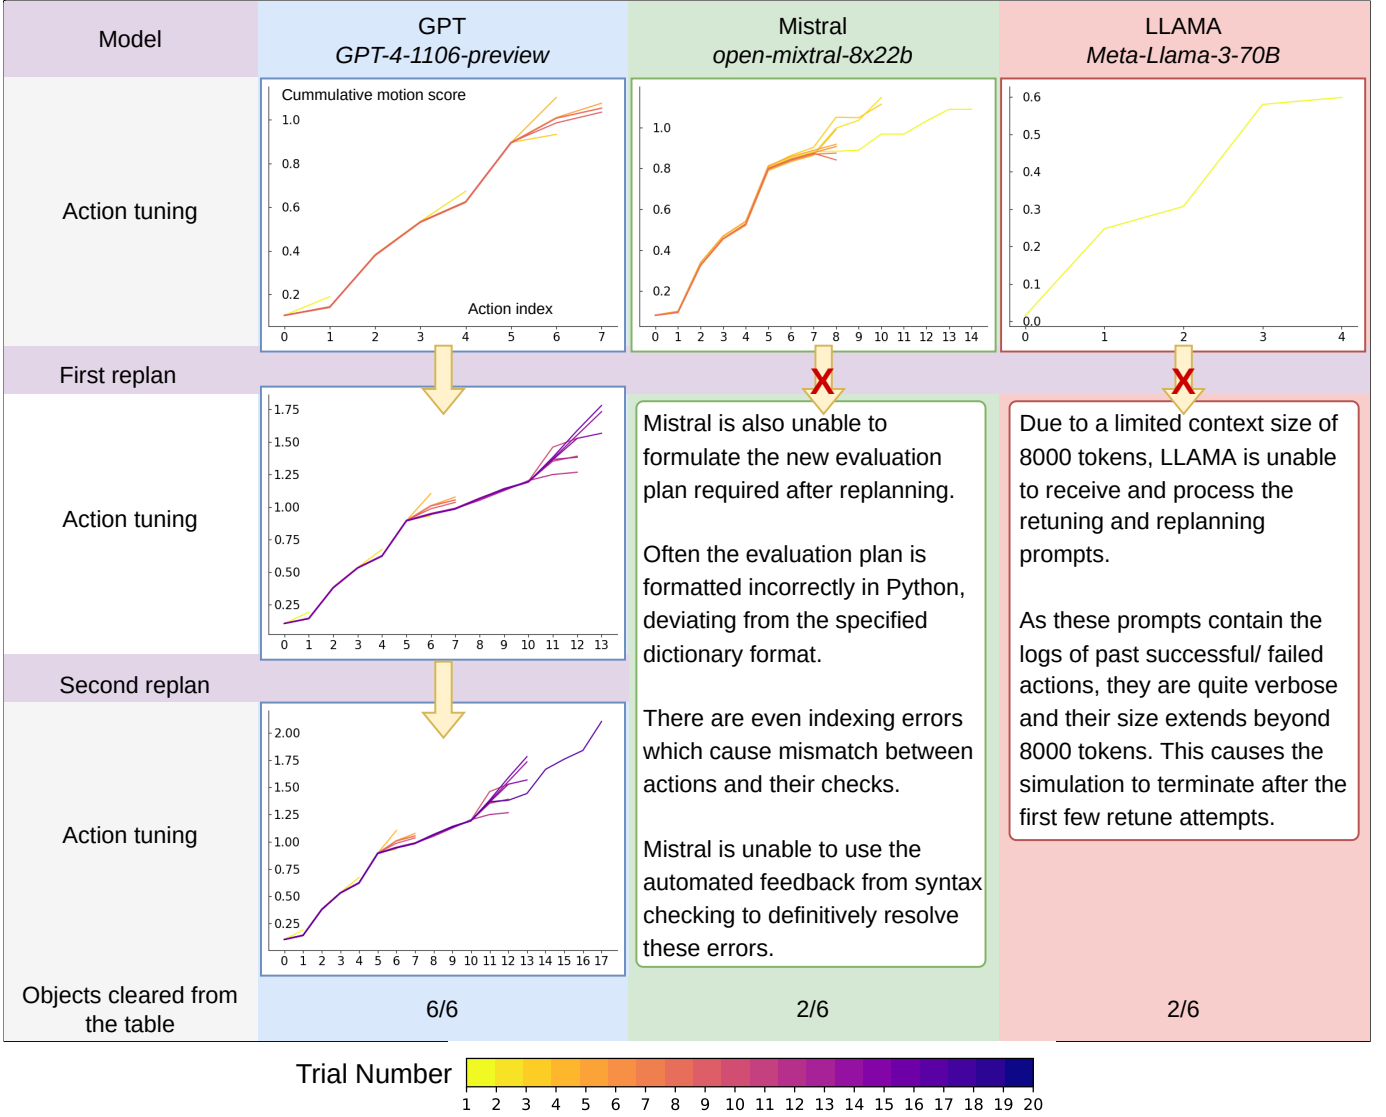 Model
GPT
GPT-4-1106-preview
Mistral
open-mixtral-8x22b
LLAMA
Meta-Llama-3-70B
Action tuning
Cummulative motion score
1.0
0.8
0.6
0.4
0.2
Action index
0 1 2 3 4 5 6 7
1.0
0.8
0.6
0.4
0.2
0 1 2 3 4 5 6 7 8 9 10 11 12 13 14
0.6
0.5
0.4
0.3
0.2
0.1
0.0
0 1 2 3 4
First replan
X
X
Action tuning
1.75
1.50
1.25
1.00
0.75
0.50
0.25
0 1 2 3 4 5 6 7 8 9 10 11 12 13
Mistral is also unable to
formulate the new evaluation
plan required after replanning.
Often the evaluation plan is
formatted incorrectly in Python,
deviating from the specified
dictionary format.
There are even indexing errors
which cause mismatch between
actions and their checks.
Mistral is unable to use the
automated feedback from syntax
checking to definitively resolve
these errors.
Due to a limited context size of
8000 tokens, LLAMA is unable
to receive and process the
retuning and replanning
prompts.
As these prompts contain the
logs of past successful/ failed
actions, they are quite verbose
and their size extends beyond
8000 tokens. This causes the
simulation to terminate after the
first few retune attempts.
Second replan
Action tuning
2.00
1.75
1.50
1.25
1.00
0.75
0.50
0.25
0 1 2 3 4 5 6 7 8 9 10 11 12 13 14 15 16 17
Objects cleared from
the table
6/6
2/6
2/6
Trial Number
1 2 3 4 5 6 7 8 9 10 11 12 13 14 15 16 17 18 19 20